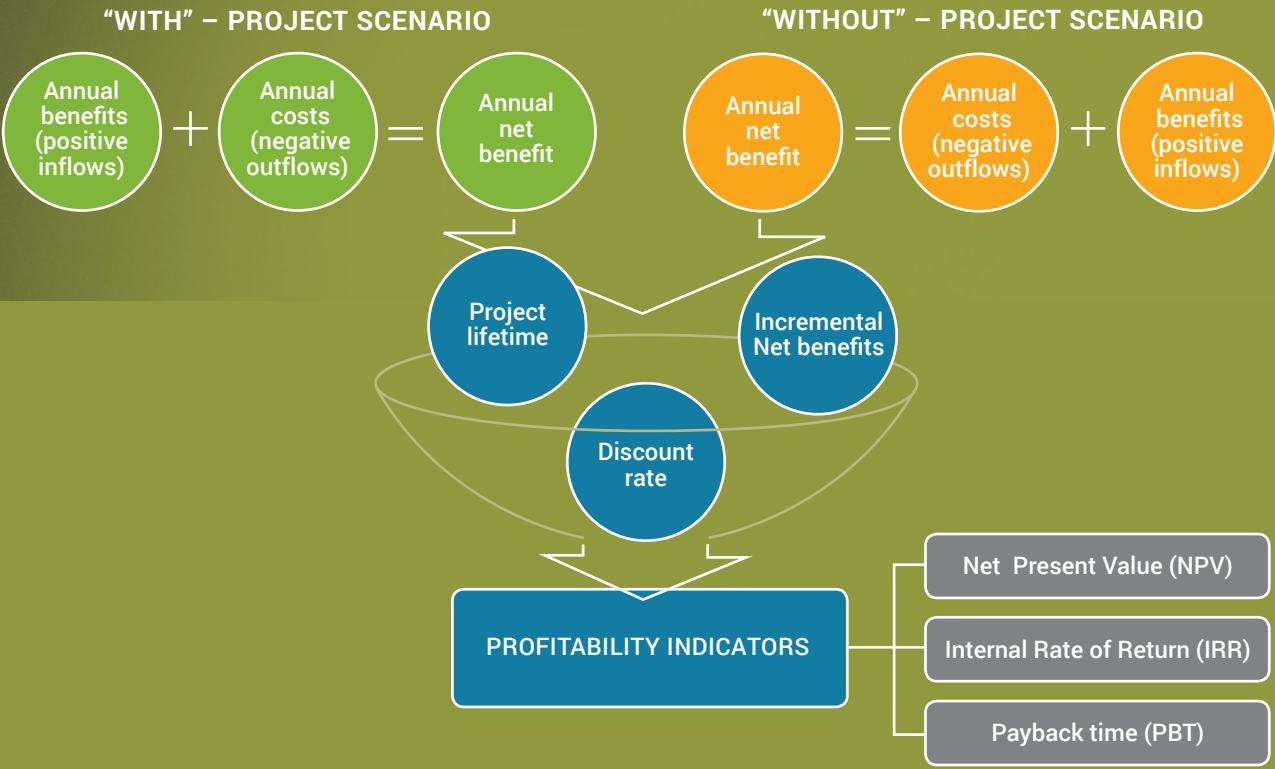 “WITH” – PROJECT SCENARIO
“WITHOUT” – PROJECT SCENARIO
Annual
benefits
(positive
inflows)
+
Annual
costs
(negative
outflows)
=
Annual
net
benefit
Annual
net
benefit
=
Annual
costs
(negative
outflows)
+
Annual
benefits
(positive
inflows)
Project
lifetime
Incremental
Net benefits
Discount
rate
PROFITABILITY INDICATORS
Net Present Value (NPV)
Internal Rate of Return (IRR)
Payback time (PBT)